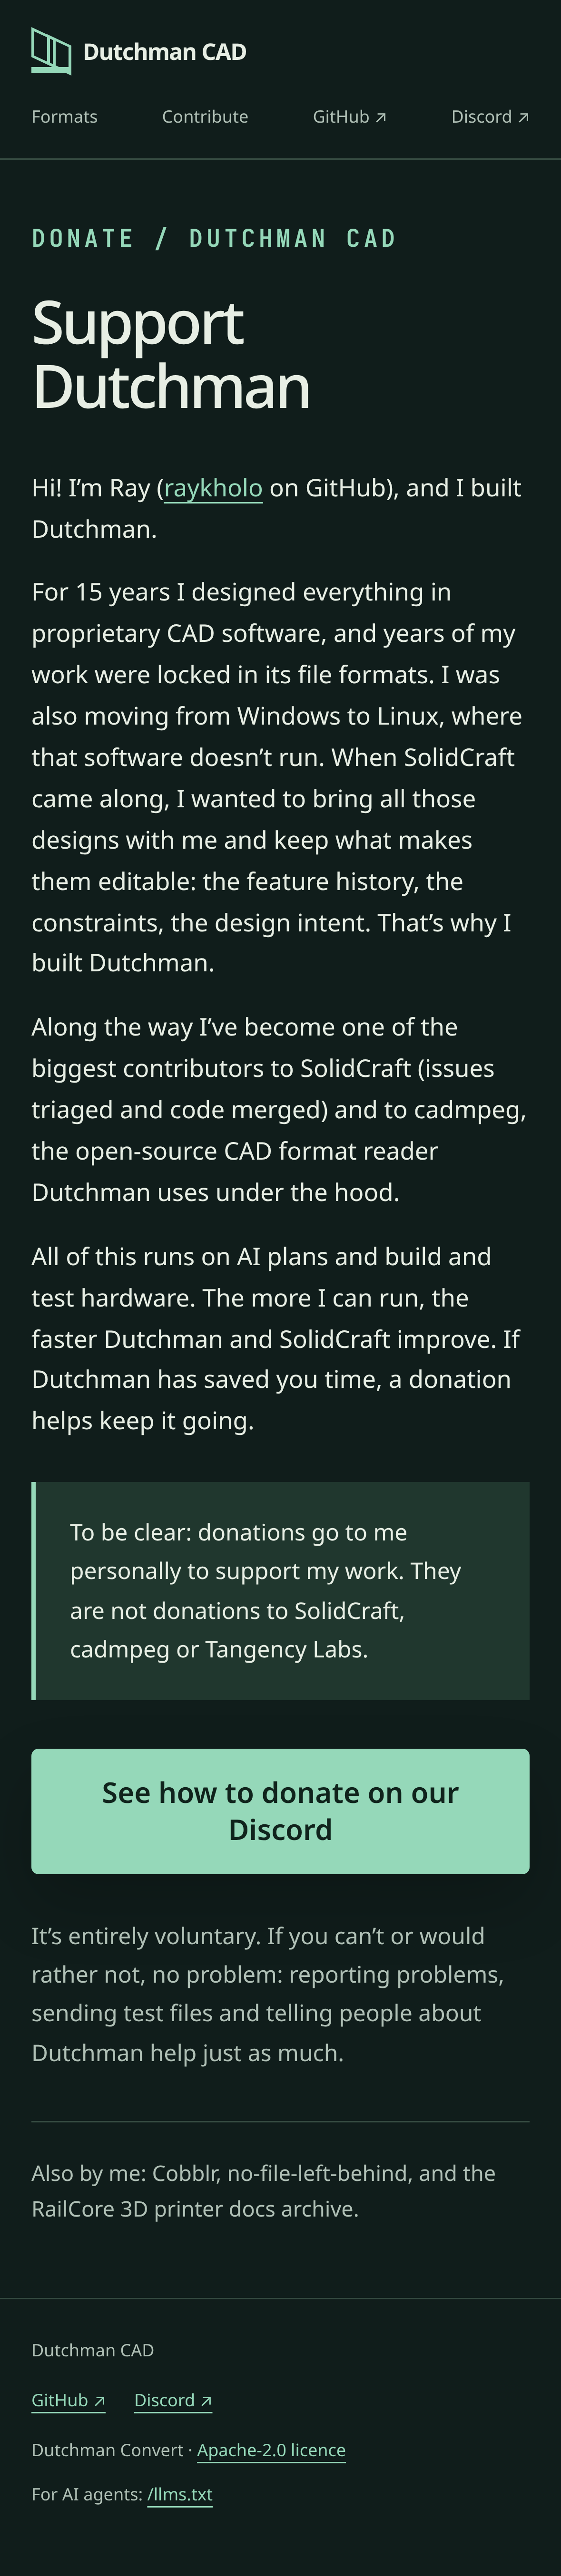 Dutchman CAD
Formats Contribute GitHub ↗ Discord ↗
DONATE / DUTCHMAN CAD
Support
Dutchman
Hi! I’m Ray (raykholo on GitHub), and I built
Dutchman.
For 15 years I designed everything in
proprietary CAD software, and years of my
work were locked in its file formats. I was
also moving from Windows to Linux, where
that software doesn’t run. When SolidCraft
came along, I wanted to bring all those
designs with me and keep what makes
them editable: the feature history, the
constraints, the design intent. That’s why I
built Dutchman.
Along the way I’ve become one of the
biggest contributors to SolidCraft (issues
triaged and code merged) and to cadmpeg,
the open-source CAD format reader
Dutchman uses under the hood.
All of this runs on AI plans and build and
test hardware. The more I can run, the
faster Dutchman and SolidCraft improve. If
Dutchman has saved you time, a donation
helps keep it going.
To be clear: donations go to me
personally to support my work. They
are not donations to SolidCraft,
cadmpeg or Tangency Labs.
See how to donate on our
Discord
It’s entirely voluntary. If you can’t or would
rather not, no problem: reporting problems,
sending test files and telling people about
Dutchman help just as much.
Also by me: Cobblr, no-file-left-behind, and the
RailCore 3D printer docs archive.
Dutchman CAD
GitHub ↗ Discord ↗
Dutchman Convert · Apache-2.0 licence
For AI agents: /llms.txt